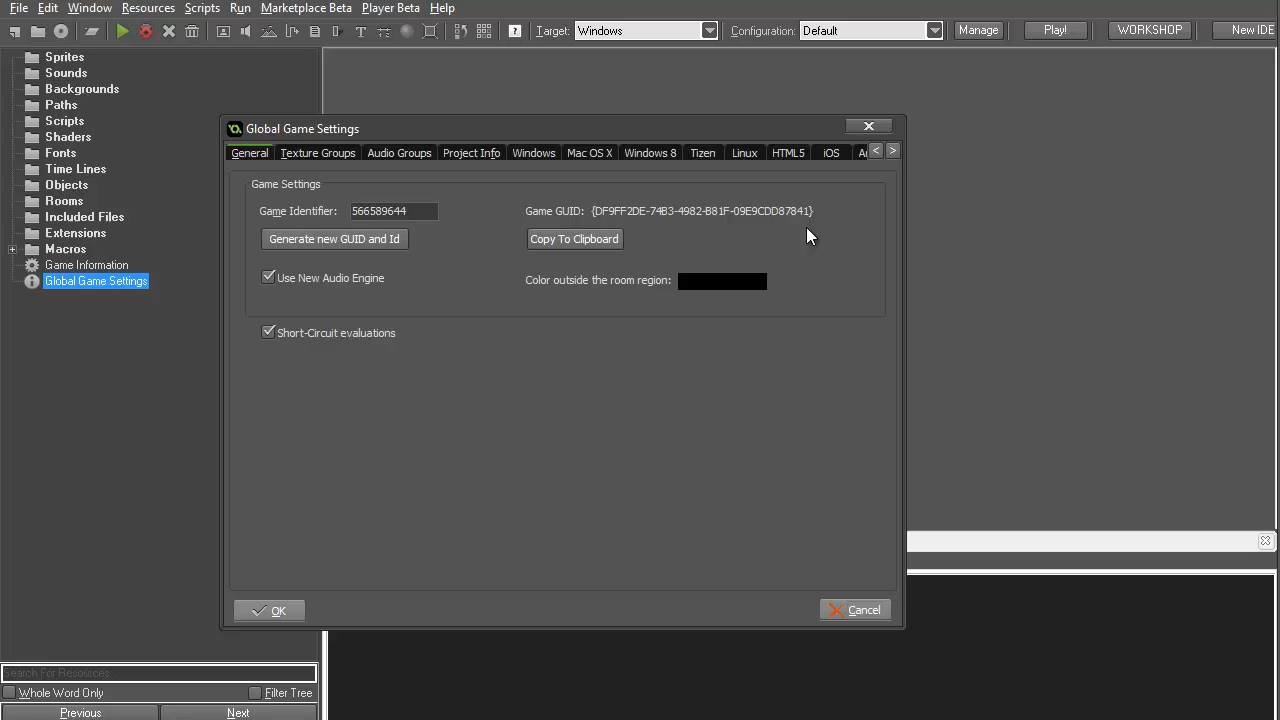 File Edit Window Resources Scripts Run Marketplace Beta Player Beta Help
Target: Windows Configuration: Default Manage Play! WORKSHOP New IDE
Sprites
Sounds
Backgrounds
Paths
Scripts
Shaders
Fonts
Time Lines
Objects
Rooms
Included Files
Extensions
Macros
Game Information
Global Game Settings
Global Game Settings
General Texture Groups Audio Groups Project Info Windows Mac OS X Windows 8 Tizen Linux HTML5 iOS
Game Settings
Game Identifier: 566589644 Game GUID: {DF9FF2DE-74B3-4982-B81F-09E9CDD87841}
Generate new GUID and Id Copy To Clipboard
Use New Audio Engine Color outside the room region:
Short-Circuit evaluations
OK Cancel
Search For Resources
Whole Word Only Filter Tree
Previous Next